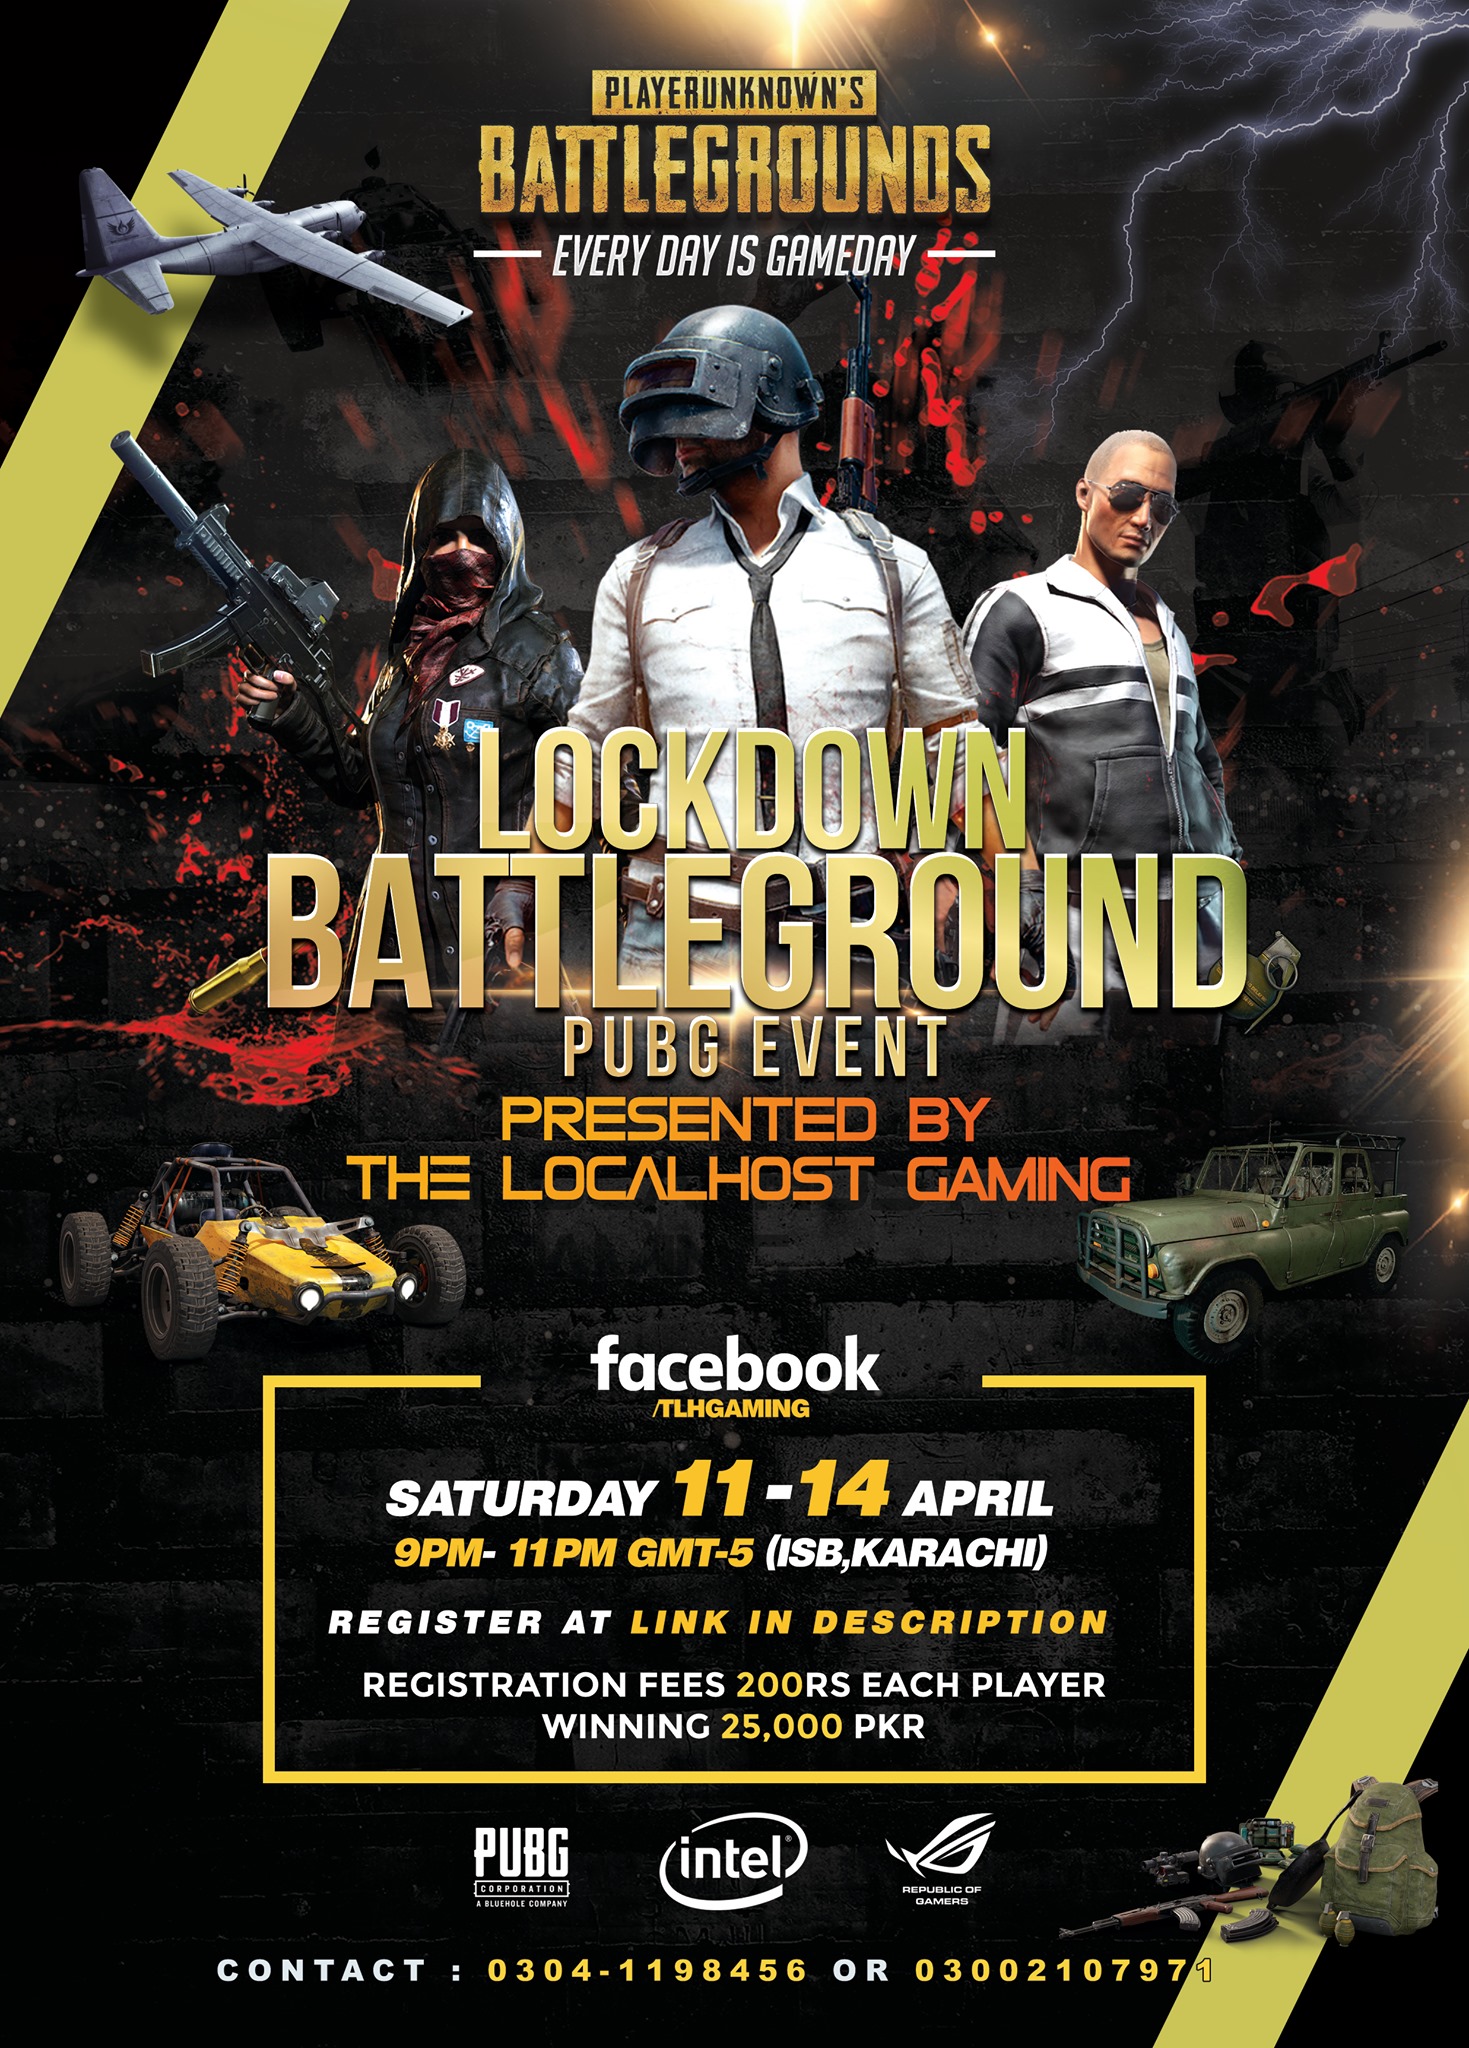 PLAYERUNKNOWN'S
BATTLEGROUNDS
EVERY DAY IS GAMEDAY
LOCKDOWN
BATTLEGROUND
PUBG EVENT
PRESENTED BY
THE LOCALHOST GAMING
facebook
/TLHGAMING
SATURDAY 11-14 APRIL
9PM- 11PM GMT-5 (ISB,KARACHI)
REGISTER AT LINK IN DESCRIPTION
REGISTRATION FEES 200RS EACH PLAYER
WINNING 25,000 PKR
PUBG
CORPORATION
A BLUEHOLE COMPANY
intel®
REPUBLIC OF
GAMERS
CONTACT : 0304-1198456 OR 03002107971